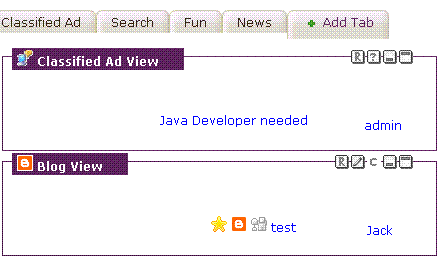 Classified Ad Search Fun News Add Tab
Classified Ad View R ?
Java Developer needed admin
Blog View R C
test Jack